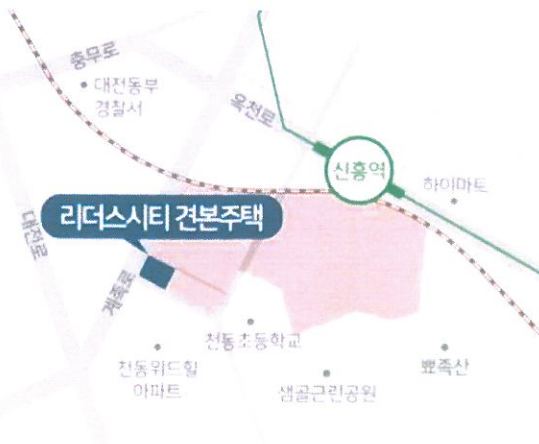 충무로
대전동부
경찰서
옥천로
신흥역
하이마트
리더스시티 견본주택
대전로
계족로
천동초등학교
천동위드힐
아파트
샘골근린공원
뾰족산